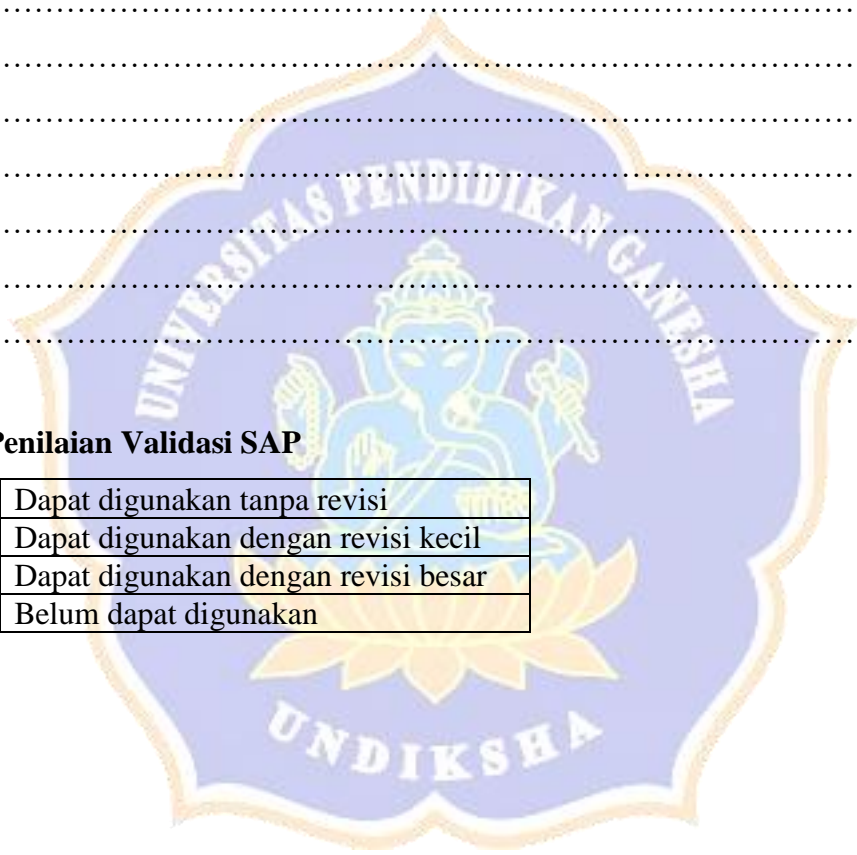 ……………………………………………………………………
……………………………………………………………………
……………………………………………………………………
……………………………………………………………………
……………………………………………………………………
……………………………………………………………………
……………………………………………………………………
UNIVERSITAS PENDIDIKAN GANESHA
Penilaian Validasi SAP
Dapat digunakan tanpa revisi
Dapat digunakan dengan revisi kecil
Dapat digunakan dengan revisi besar
Belum dapat digunakan
UNDIKSHA